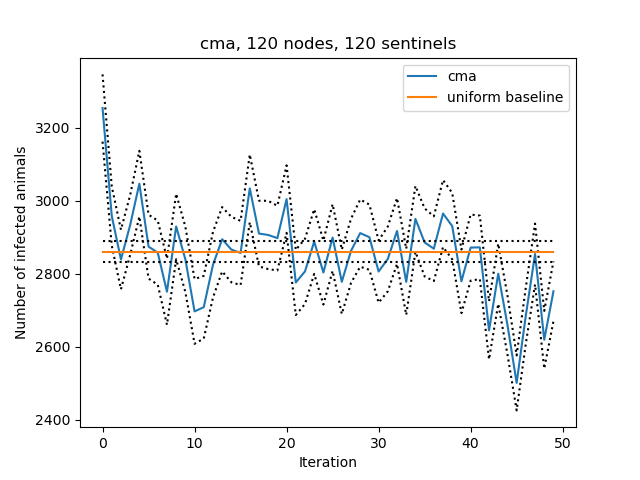 cma, 120 nodes, 120 sentinels
cma
uniform baseline
Number of infected animals
3200
3000
2800
2600
2400
0 10 20 30 40 50
Iteration